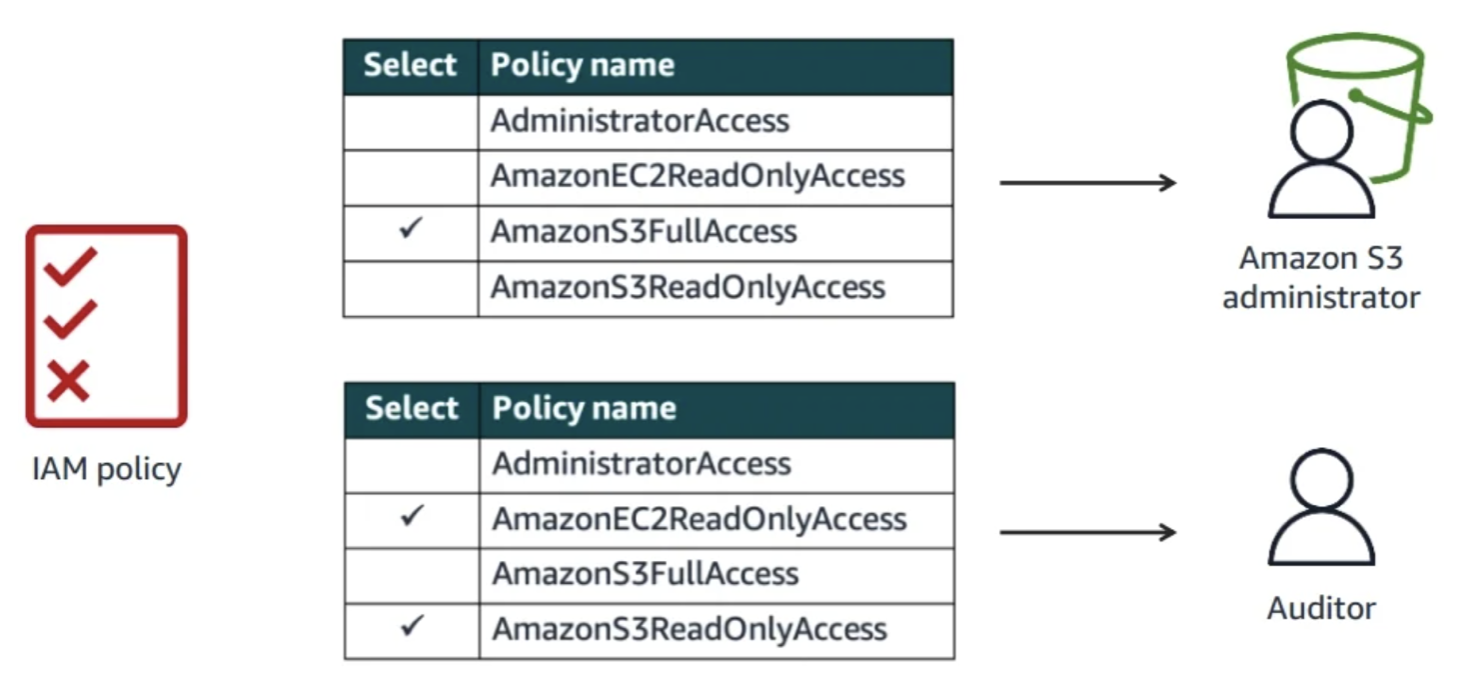 Select Policy name
AdministratorAccess
AmazonEC2ReadOnlyAccess
✓ AmazonS3FullAccess
AmazonS3ReadOnlyAccess
Amazon S3
administrator
IAM policy
Select Policy name
AdministratorAccess
✓ AmazonEC2ReadOnlyAccess
AmazonS3FullAccess
✓ AmazonS3ReadOnlyAccess
Auditor